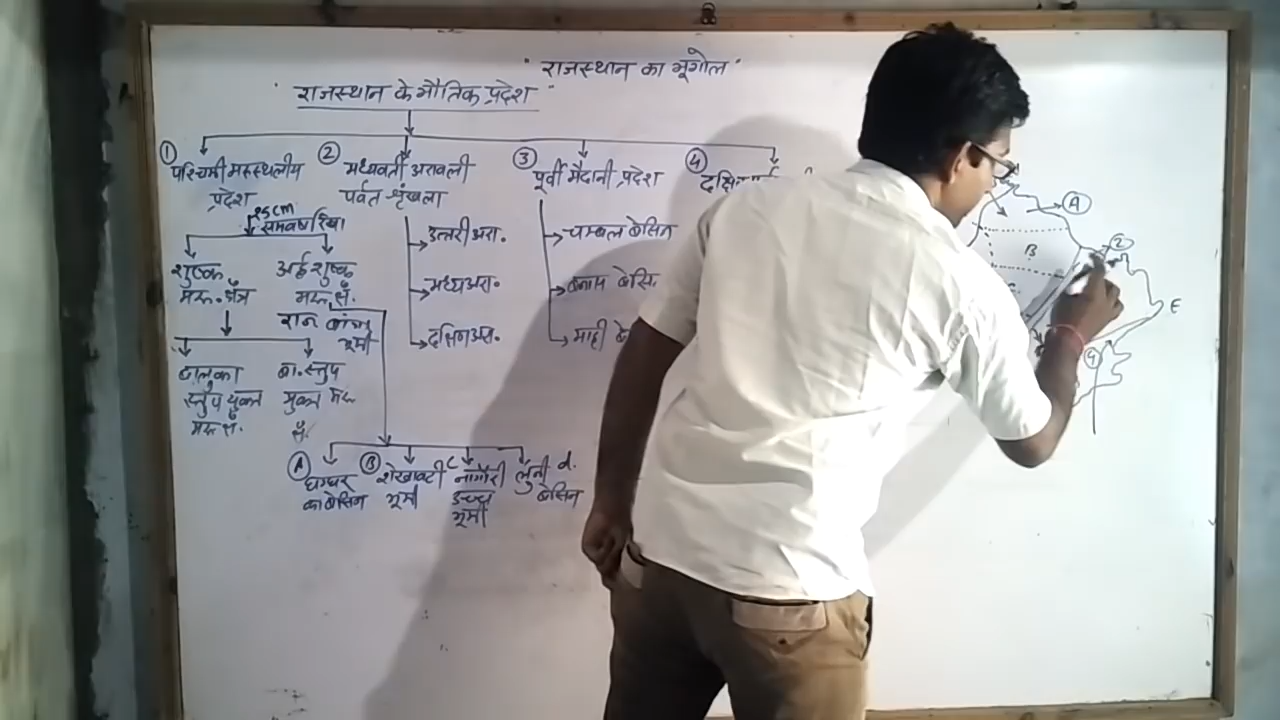 " राजस्थान का भूगोल "
" राजस्थान के भौतिक प्रदेश "
① पश्चिमी मरुस्थलीय
प्रदेश
② मध्यवर्ती अरावली
पर्वत श्रृंखला
③ पूर्वी मैदानी प्रदेश
④
25cm
समवर्षा रेखा
शुष्क
मरू. क्षेत्र
अर्द्ध शुष्क
मरू. क्षे.
राज. बांगड़
भूमी
बालुका
स्तुप युक्त
मरू क्षे.
बा. स्तुप
मुक्त मरू
क्षे.
उत्तरी अरा.
मध्य अरा.
दक्षिण अरा.
चम्बल बेसिन
बनास बेसि.
माही बे
Ⓐ घग्घर
का बेसिन
Ⓑ शेखावटी
भूमी
C नागौरी
उच्च
भूमी
d. लूनी
बेसिन
A
B
C
2
E
4